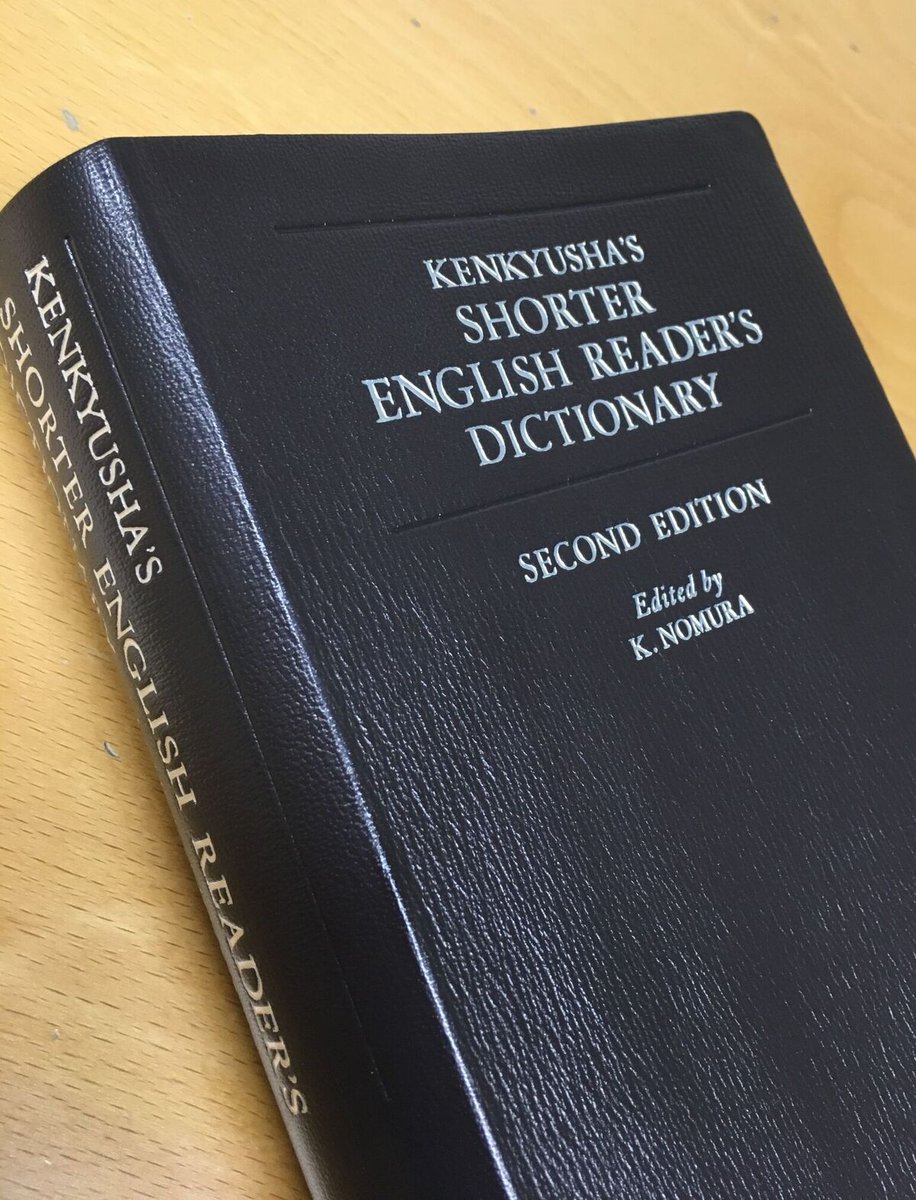 KENKYUSHA'S
SHORTER
ENGLISH READER'S
DICTIONARY
SECOND EDITION
Edited by
K. NOMURA
KENKYUSHA'S
SHORTER ENGLISH READER'S